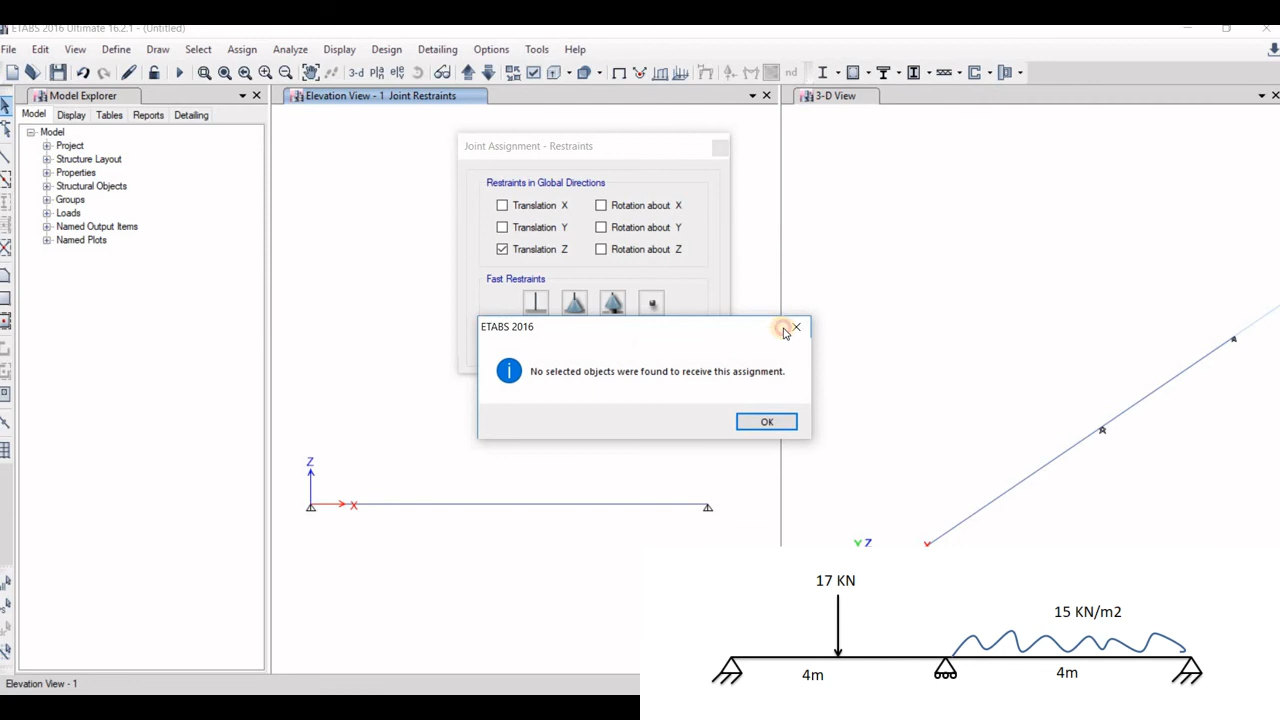 ETABS 2016 Ultimate 16.2.1 - (Untitled)
File Edit View Define Draw Select Assign Analyze Display Design Detailing Options Tools Help
3-d
nd
Model Explorer
Elevation View - 1 Joint Restraints
3-D View
Model Display Tables Reports Detailing
Model
Project
Structure Layout
Properties
Structural Objects
Groups
Loads
Named Output Items
Named Plots
Joint Assignment - Restraints
Restraints in Global Directions
Translation X Rotation about X
Translation Y Rotation about Y
Translation Z Rotation about Z
Fast Restraints
ETABS 2016
No selected objects were found to receive this assignment.
OK
Z
X
Y Z
17 KN
15 KN/m2
4m
4m
Elevation View - 1